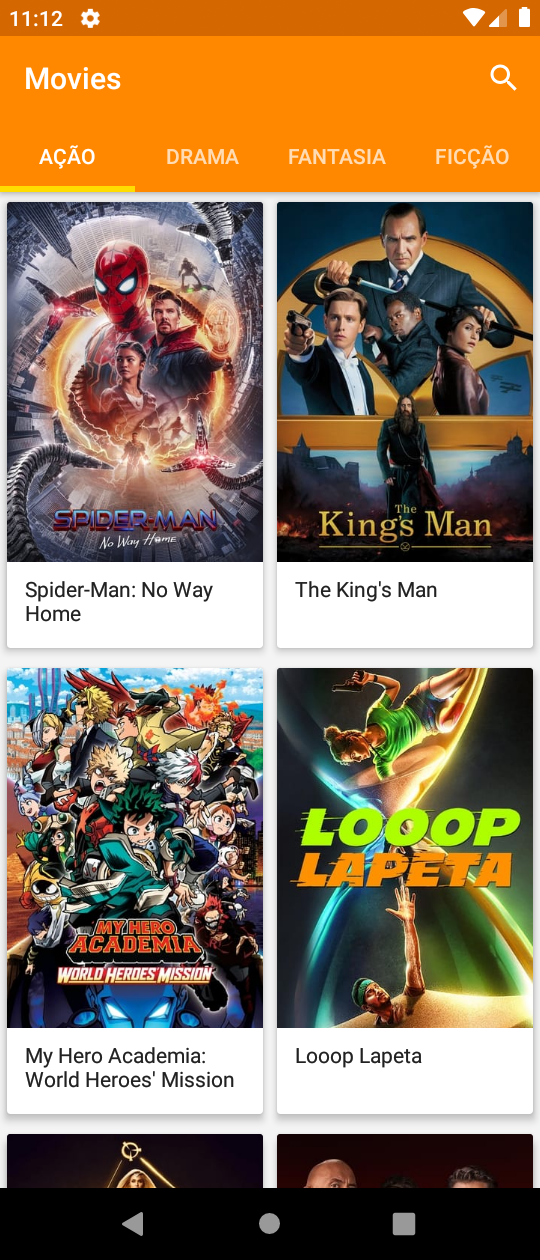 11:12
Movies
AÇÃO
DRAMA
FANTASIA
FICÇÃO
SPIDER-MAN
No Way Home
The
King's Man
Spider-Man: No Way
Home
The King's Man
MY HERO
ACADEMIA
WORLD HEROES' MISSION
LOOOP
LAPETA
My Hero Academia:
World Heroes' Mission
Looop Lapeta